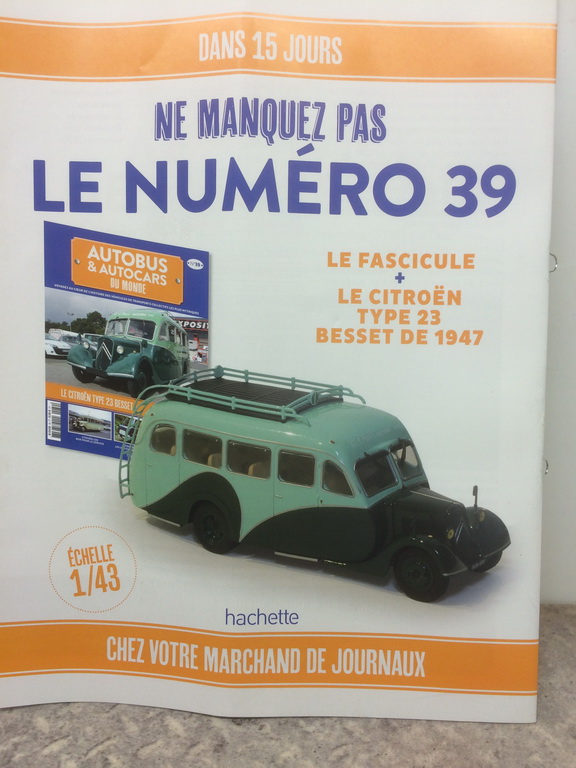 DANS 15 JOURS
NE MANQUEZ PAS
LE NUMÉRO 39
AUTOBUS
& AUTOCARS
DU MONDE
LE FASCICULE
+
LE CITROËN
TYPE 23
BESSET DE 1947
LE CITROËN TYPE 23 BESSET
ÉCHELLE
1/43
hachette
CHEZ VOTRE MARCHAND DE JOURNAUX